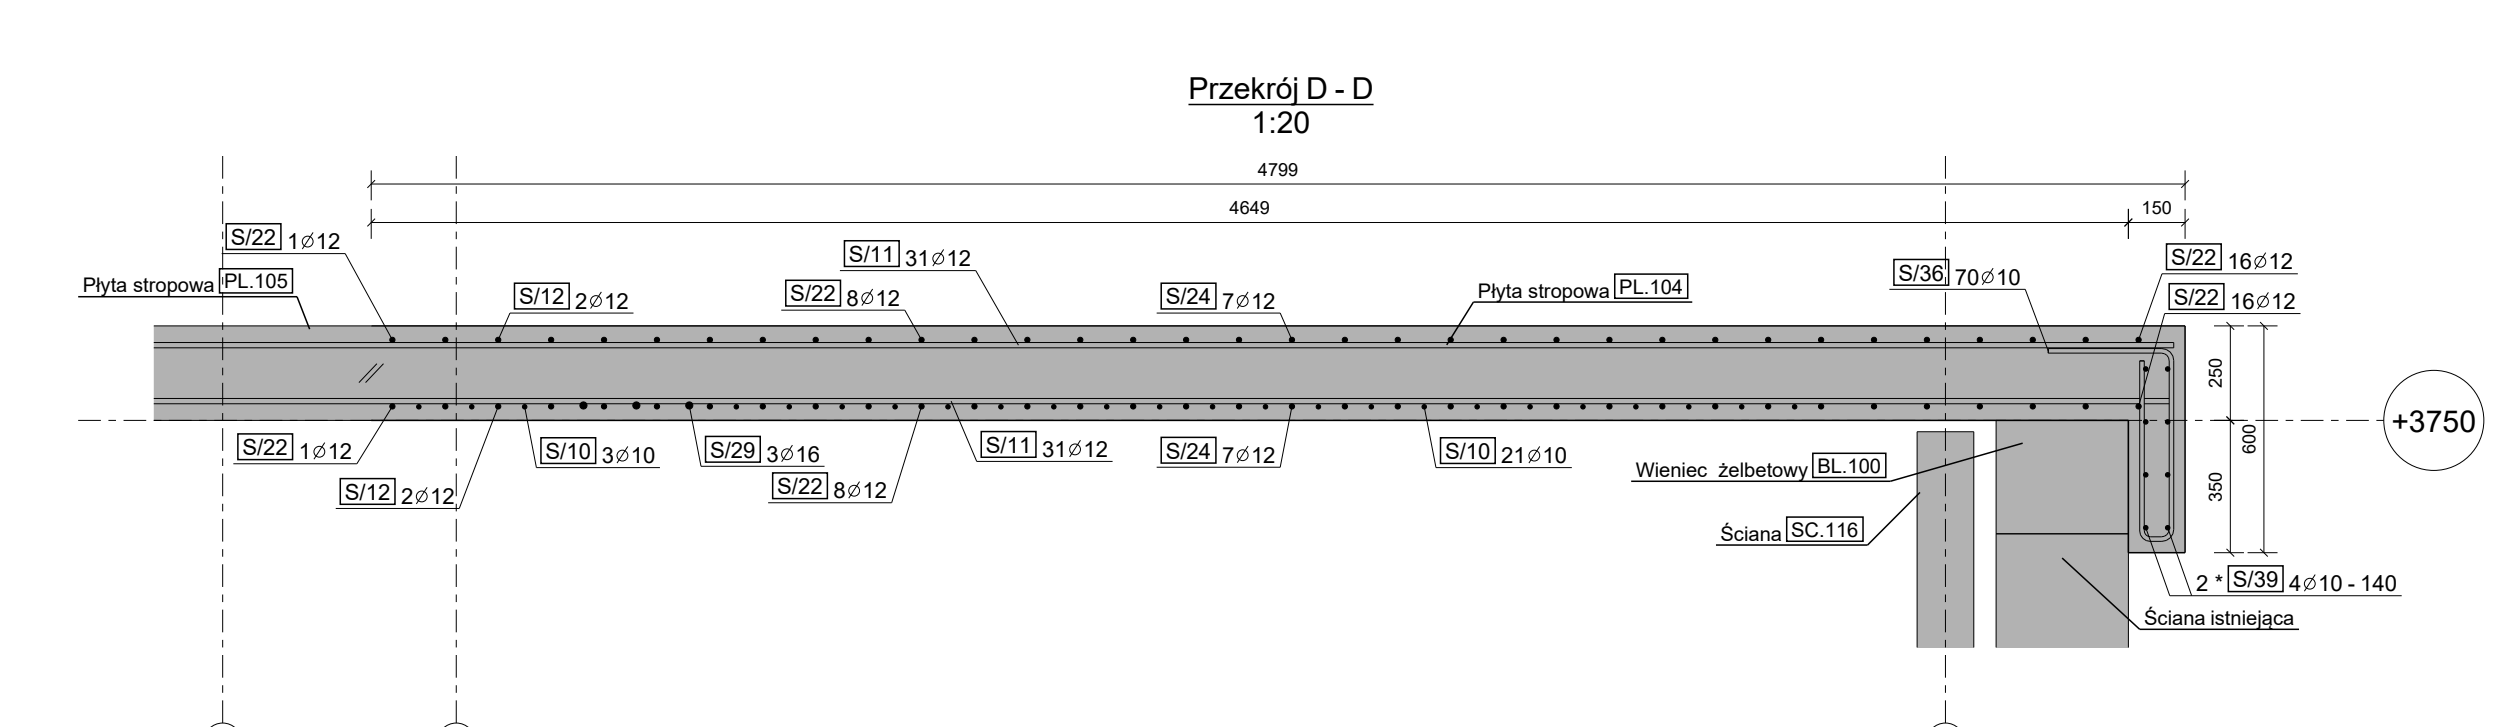 Przekrój D - D
1:20
4799
4649 150
S/22 1⌀12
S/11 31⌀12
S/36 70⌀10
S/22 16⌀12
Płyta stropowa PL.105
S/12 2⌀12
S/22 8⌀12
S/24 7⌀12
Płyta stropowa PL.104
S/22 16⌀12
250
600
350
+3750
S/22 1⌀12
S/10 3⌀10
S/29 3⌀16
S/11 31⌀12
S/24 7⌀12
S/10 21⌀10
Wieniec żelbetowy BL.100
S/12 2⌀12
S/22 8⌀12
Ściana SC.116
2 * S/39 4⌀10 - 140
Ściana istniejąca